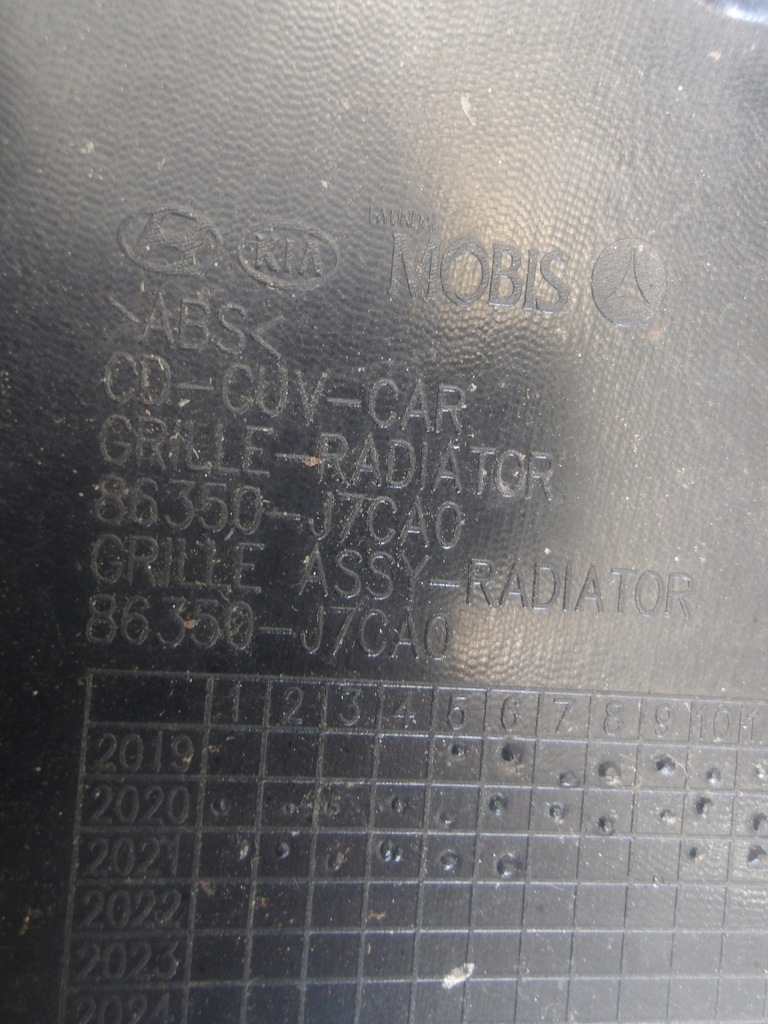 KIA HYUNDAI MOBIS
>ABS<
CD-CUV-CAR
GRILLE-RADIATOR
86350-J7CA0
GRILLE ASSY-RADIATOR
86350-J7CA0
1 2 3 4 5 6 7 8 9 10 1
2019
2020
2021
2022
2023
2024